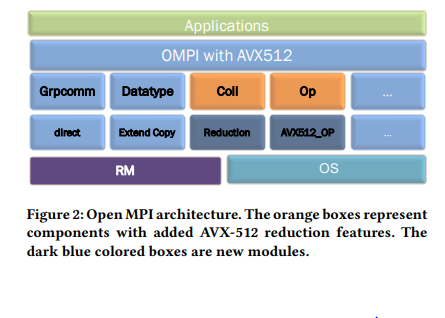 Applications
OMPI with AVX512
Grpcomm Datatype Coll Op ...
direct Extend Copy Reduction AVX512_OP ...
RM OS
Figure 2: Open MPI architecture. The orange boxes represent
components with added AVX-512 reduction features. The
dark blue colored boxes are new modules.